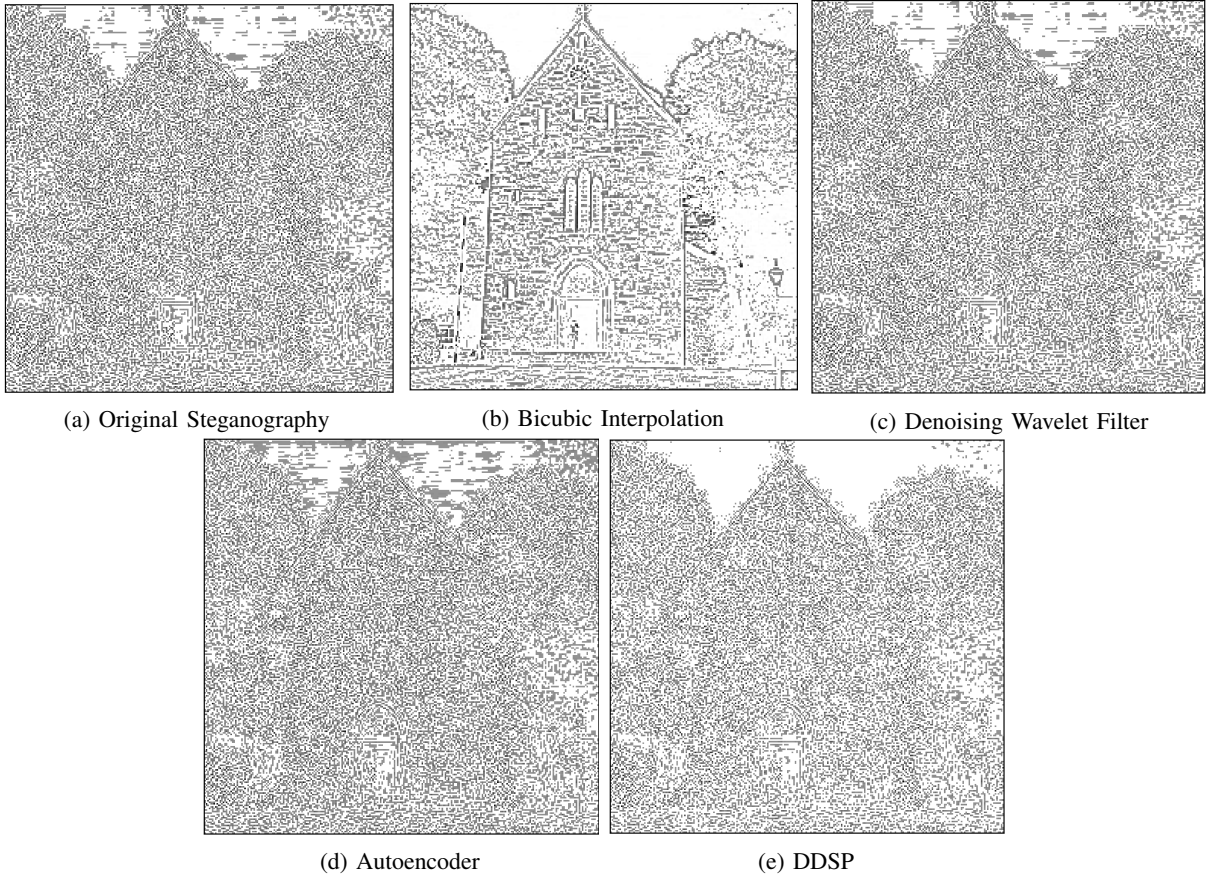 (a) Original Steganography
(b) Bicubic Interpolation
(c) Denoising Wavelet Filter
(d) Autoencoder
(e) DDSP